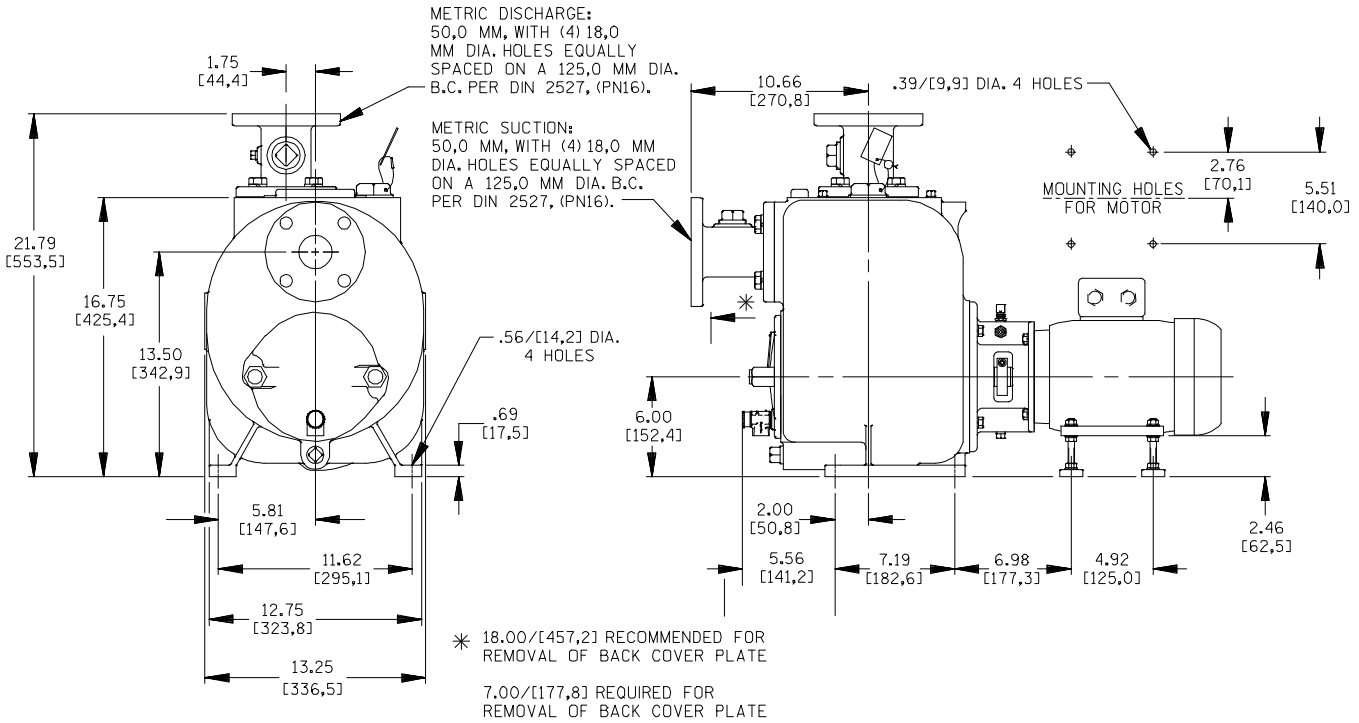 METRIC DISCHARGE:
50,0 MM, WITH (4) 18,0
MM DIA. HOLES EQUALLY
SPACED ON A 125,0 MM DIA.
B.C. PER DIN 2527, (PN16).
1.75
[44,4]
METRIC SUCTION:
50,0 MM, WITH (4) 18,0 MM
DIA. HOLES EQUALLY SPACED
ON A 125,0 MM DIA. B.C.
PER DIN 2527, (PN16).
10.66
[270,8]
.39/[9,9] DIA. 4 HOLES
2.76
[70,1]
5.51
[140,0]
MOUNTING HOLES
FOR MOTOR
21.79
[553,5]
16.75
[425,4]
13.50
[342,9]
.56/[14,2] DIA.
4 HOLES
.69
[17,5]
6.00
[152,4]
5.81
[147,6]
11.62
[295,1]
12.75
[323,8]
13.25
[336,5]
2.00
[50,8]
5.56
[141,2]
7.19
[182,6]
6.98
[177,3]
4.92
[125,0]
2.46
[62,5]
* 18.00/[457,2] RECOMMENDED FOR
REMOVAL OF BACK COVER PLATE
7.00/[177,8] REQUIRED FOR
REMOVAL OF BACK COVER PLATE